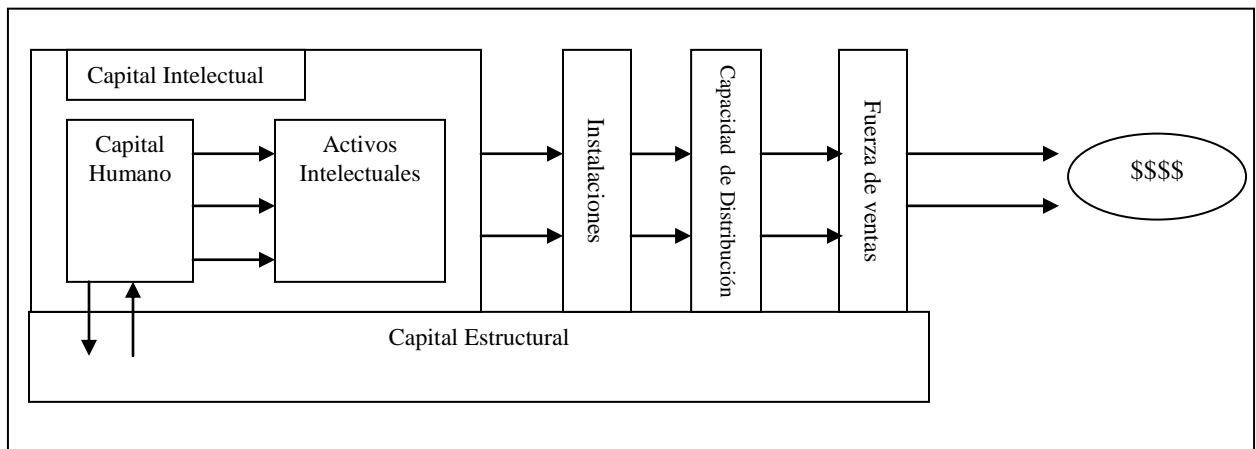 Capital Intelectual
Capital
Humano
Activos
Intelectuales
Instalaciones
Capacidad de Distribución
Fuerza de ventas
$$$$
Capital Estructural